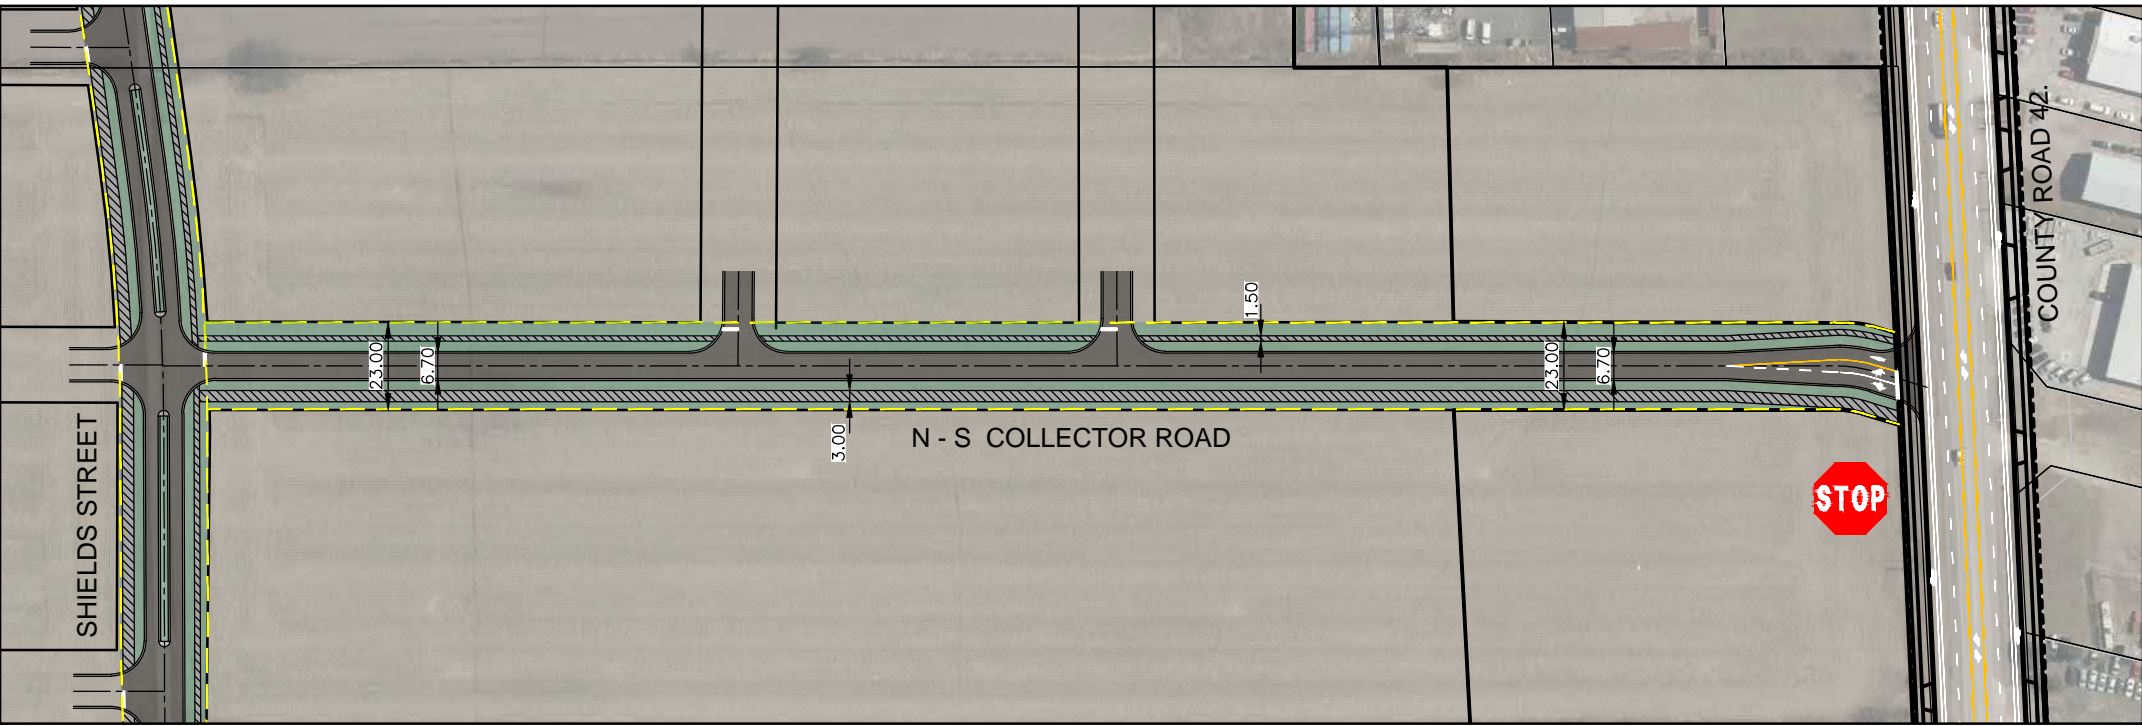 SHIELDS STREET
23.00
6.70
3.00
N - S COLLECTOR ROAD
1.50
23.00
6.70
STOP
COUNTY ROAD 42.